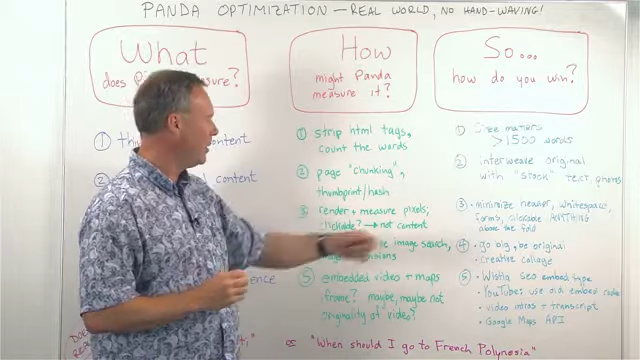 PANDA OPTIMIZATION — REAL WORLD, NO HAND-WAVING!
What
does measure?
① content
② content
How
might Panda
measure it?
① strip html tags,
count the words
② page "chunking",
thumbprint/hash
③ render + measure pixels;
clickable? → not content
image search,
⑤ embedded video + maps
frame? maybe, maybe not
originality of video?
So...
how do you win?
① Size matters
> 1500 words
② interweave original
with "stock" text, photos
③ • minimize header, whitespace,
forms, clickable ANYTHING
above the fold
④ • go big, be original
• creative collage
⑤ • Wistia SEO embed type
• YouTube: use old embed code
• video intros + transcript
• Google Maps API
"When should I go to French Polynesia"